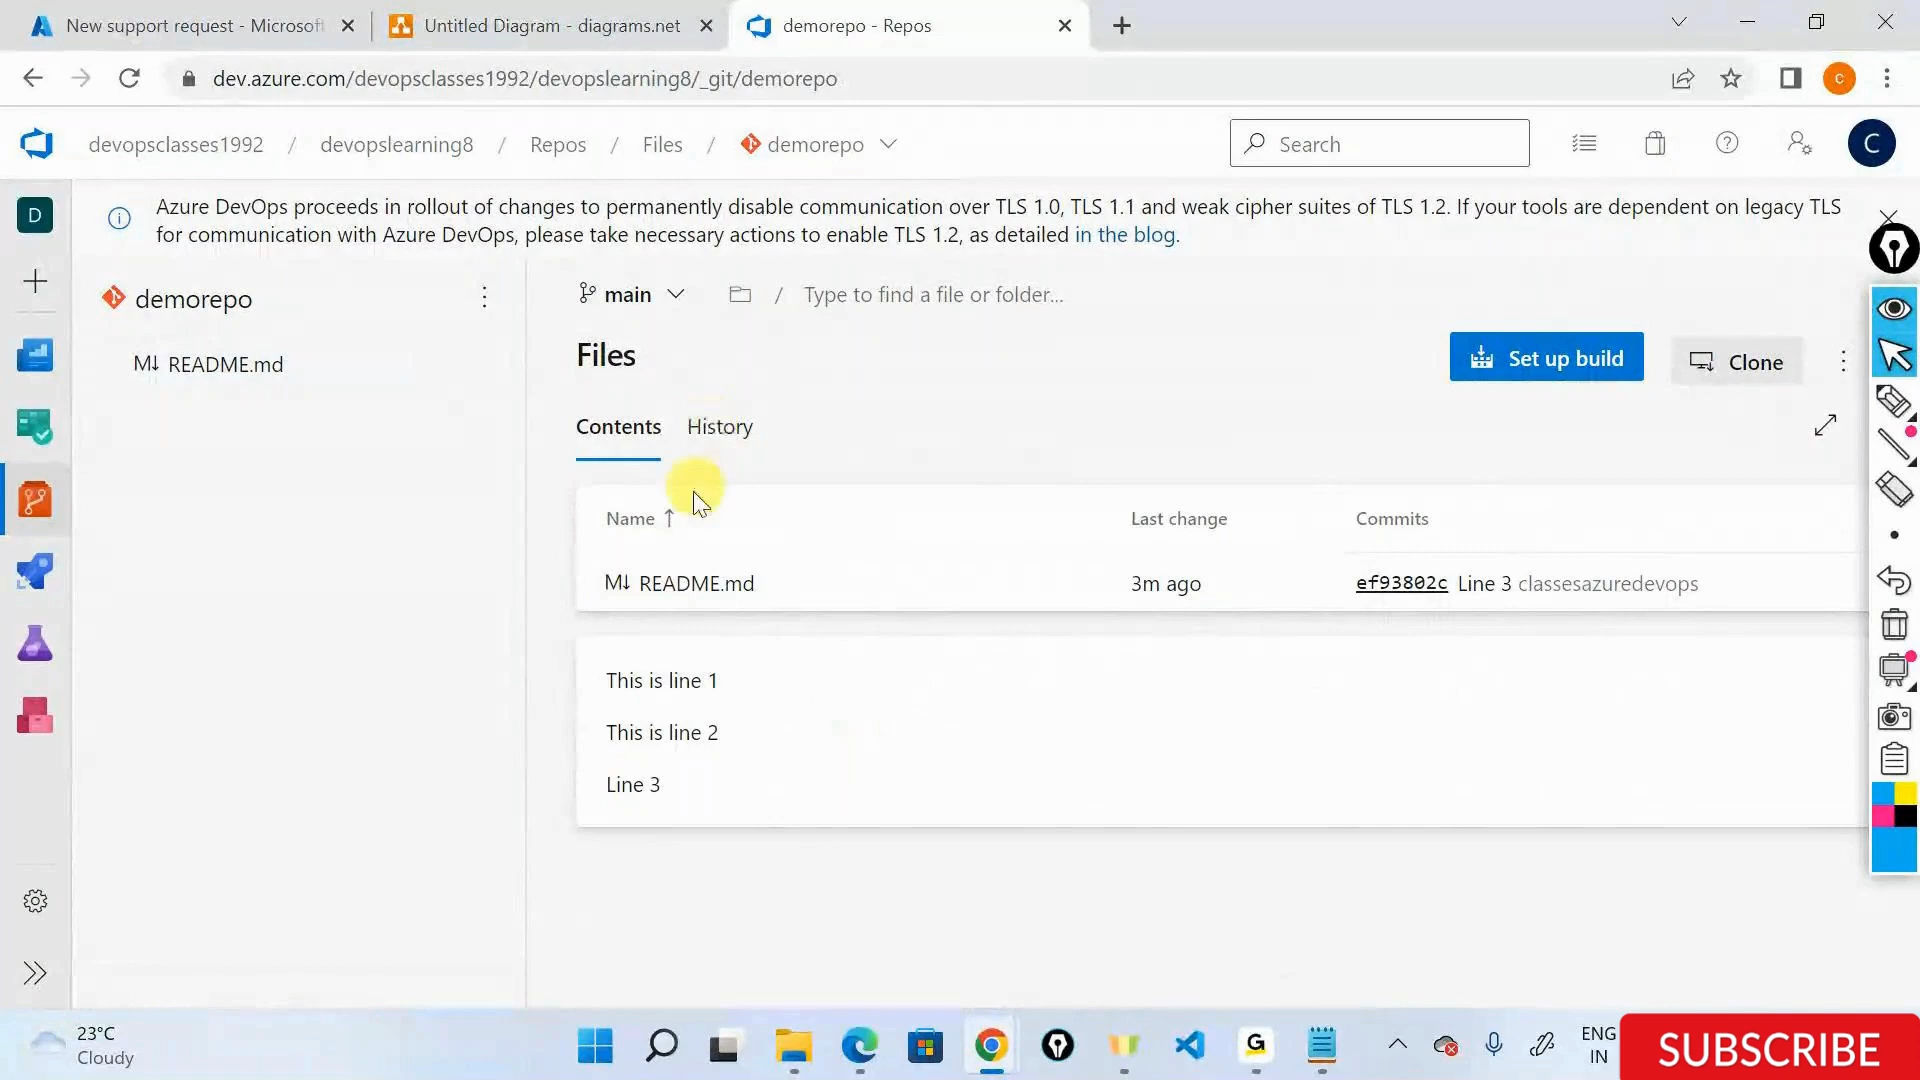 New support request - Microsoft
Untitled Diagram - diagrams.net
demorepo - Repos
dev.azure.com/devopsclasses1992/devopslearning8/_git/demorepo
c
devopsclasses1992 / devopslearning8 / Repos / Files / demorepo
Search
C
D
Azure DevOps proceeds in rollout of changes to permanently disable communication over TLS 1.0, TLS 1.1 and weak cipher suites of TLS 1.2. If your tools are dependent on legacy TLS
for communication with Azure DevOps, please take necessary actions to enable TLS 1.2, as detailed in the blog.
demorepo
README.md
main
/ Type to find a file or folder...
Files
Set up build
Clone
Contents
History
Name ↑
Last change
Commits
M↓ README.md
3m ago
ef93802c Line 3 classesazuredevops
This is line 1
This is line 2
Line 3
23°C
Cloudy
G
ENG
IN
SUBSCRIBE